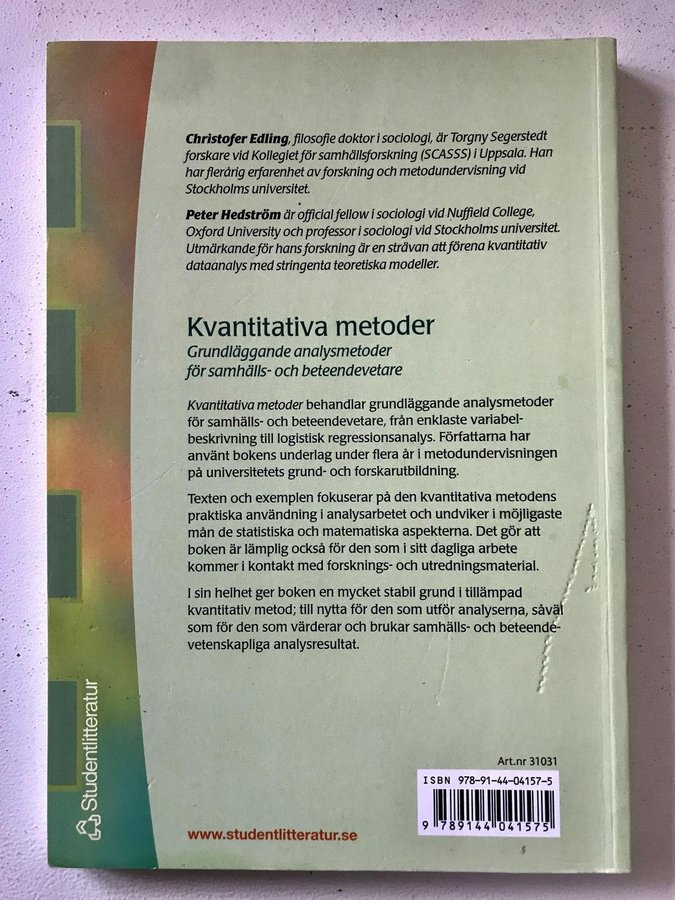 Christofer Edling, filosofie doktor i sociologi, är Torgny Segerstedt
forskare vid Kollegiet för samhällsforskning (SCASSS) i Uppsala. Han
har flerårig erfarenhet av forskning och metodundervisning vid
Stockholms universitet.
Peter Hedström är official fellow i sociologi vid Nuffield College,
Oxford University och professor i sociologi vid Stockholms universitet.
Utmärkande för hans forskning är en strävan att förena kvantitativ
dataanalys med stringenta teoretiska modeller.
Kvantitativa metoder
Grundläggande analysmetoder
för samhälls- och beteendevetare
Kvantitativa metoder behandlar grundläggande analysmetoder
för samhälls- och beteendevetare, från enklaste variabel-
beskrivning till logistisk regressionsanalys. Författarna har
använt bokens underlag under flera år i metodundervisningen
på universitetets grund- och forskarutbildning.
Texten och exemplen fokuserar på den kvantitativa metodens
praktiska användning i analysarbetet och undviker i möjligaste
mån de statistiska och matematiska aspekterna. Det gör att
boken är lämplig också för den som i sitt dagliga arbete
kommer i kontakt med forsknings- och utredningsmaterial.
I sin helhet ger boken en mycket stabil grund i tillämpad
kvantitativ metod; till nytta för den som utför analyserna, såväl
som för den som värderar och brukar samhälls- och beteende-
vetenskapliga analysresultat.
Studentlitteratur
Art.nr 31031
ISBN 978-91-44-04157-5
9 789144 041575
www.studentlitteratur.se